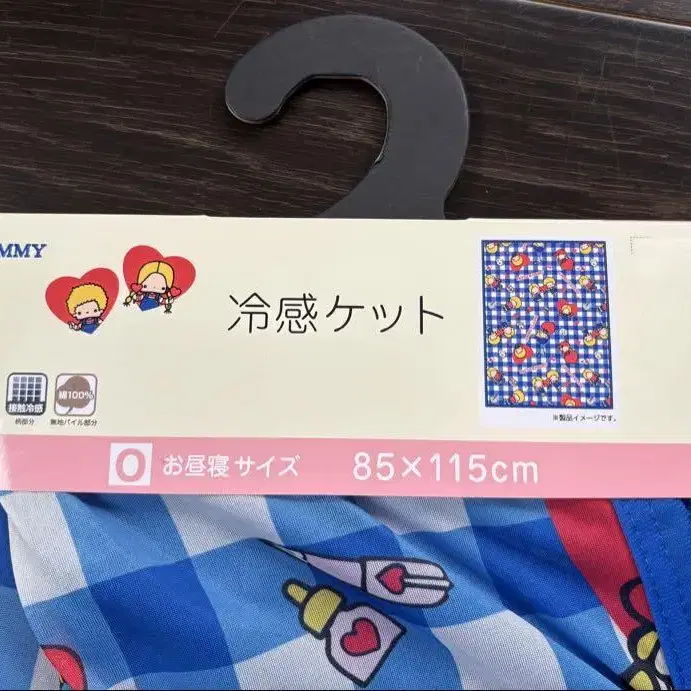 MMY
冷感ケット
接触冷感
柄部分
綿100%
無地パイル部分
※製品イメージです。
O お昼寝サイズ 85×115cm